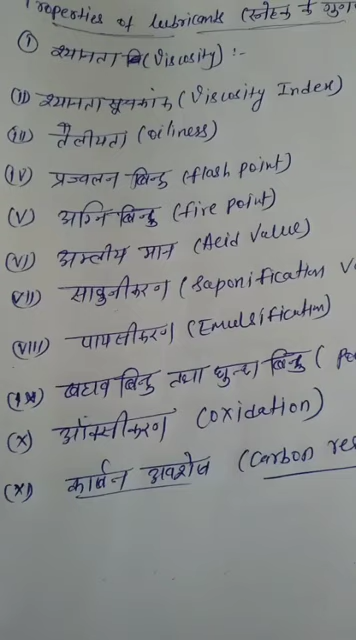 Properties of lubricants (स्नेहक के गुण
(I) श्यानता (Viscosity) :-
(II) श्यानता सूचकांक (Viscosity Index)
(III) तैलीयता (oiliness)
(IV) प्रज्वलन बिन्दु (flash point)
(V) अग्नि बिन्दु (fire point)
(VI) अम्लीय मान (Acid Value)
(VII) साबुनीकरण (Saponification V
(VIII) पायसीकरण (Emulsification)
(IX) बहाव बिन्दु तथा धुन्ध बिन्दु (
(X) ऑक्सीकरण (oxidation)
(XI) कार्बन अवशेष (Carbon res